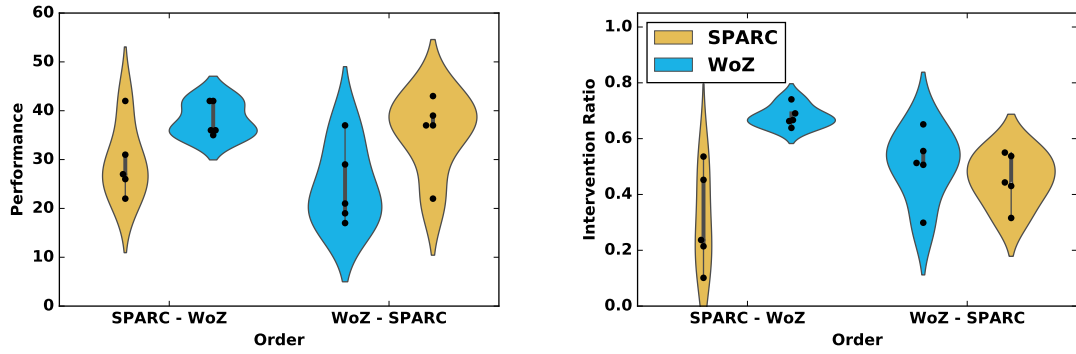 60
50
40
30
20
10
0
Performance
SPARC - WoZ
WoZ - SPARC
Order
1.0
0.8
0.6
0.4
0.2
0.0
Intervention Ratio
SPARC
WoZ
SPARC - WoZ
WoZ - SPARC
Order